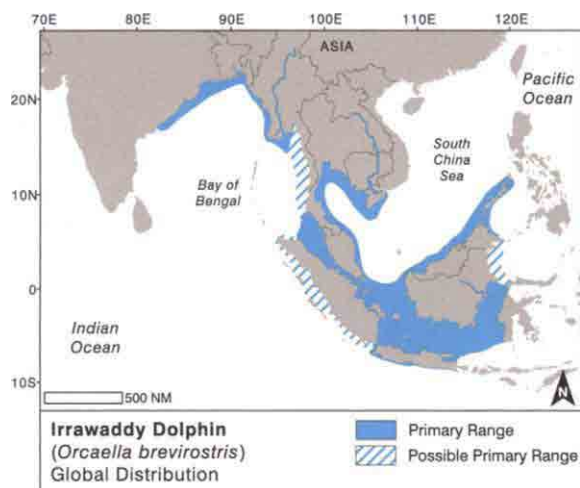 70E 80E 90E 100E 110E 120E
ASIA
Pacific
Ocean
20N
South
China
Sea
Bay of
Bengal
10N
0
Indian
Ocean
10S
500 NM
N
Irrawaddy Dolphin
(Orcaella brevirostris)
Global Distribution
Primary Range
Possible Primary Range